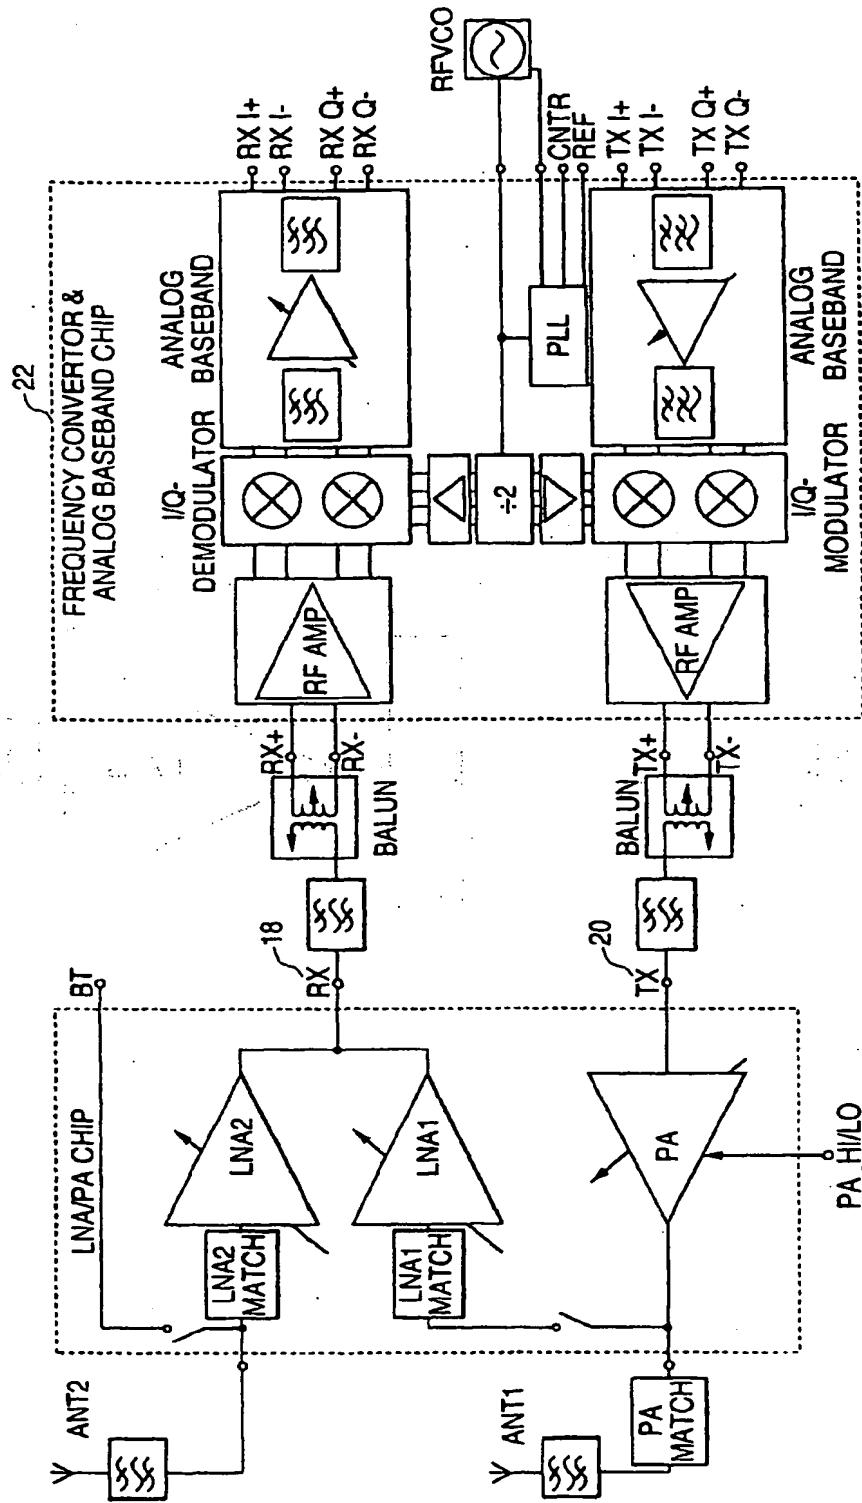 FREQUENCY CONVERTOR &
ANALOG BASEBAND CHIP
22
LNA/PA CHIP
BT
ANT2
LNA2
MATCH
LNA2
LNA1
MATCH
LNA1
18
RX
BALUN
RX+
RX-
RF AMP
I/Q-
DEMODULATOR
ANALOG
BASEBAND
RX I+
RX I-
RX Q+
RX Q-
RFVCO
÷2
PLL
CNTR
REF
ANT1
PA
MATCH
PA
PA HI/LO
20
TX
BALUN
TX+
TX-
RF AMP
I/Q-
MODULATOR
ANALOG
BASEBAND
TX I+
TX I-
TX Q+
TX Q-